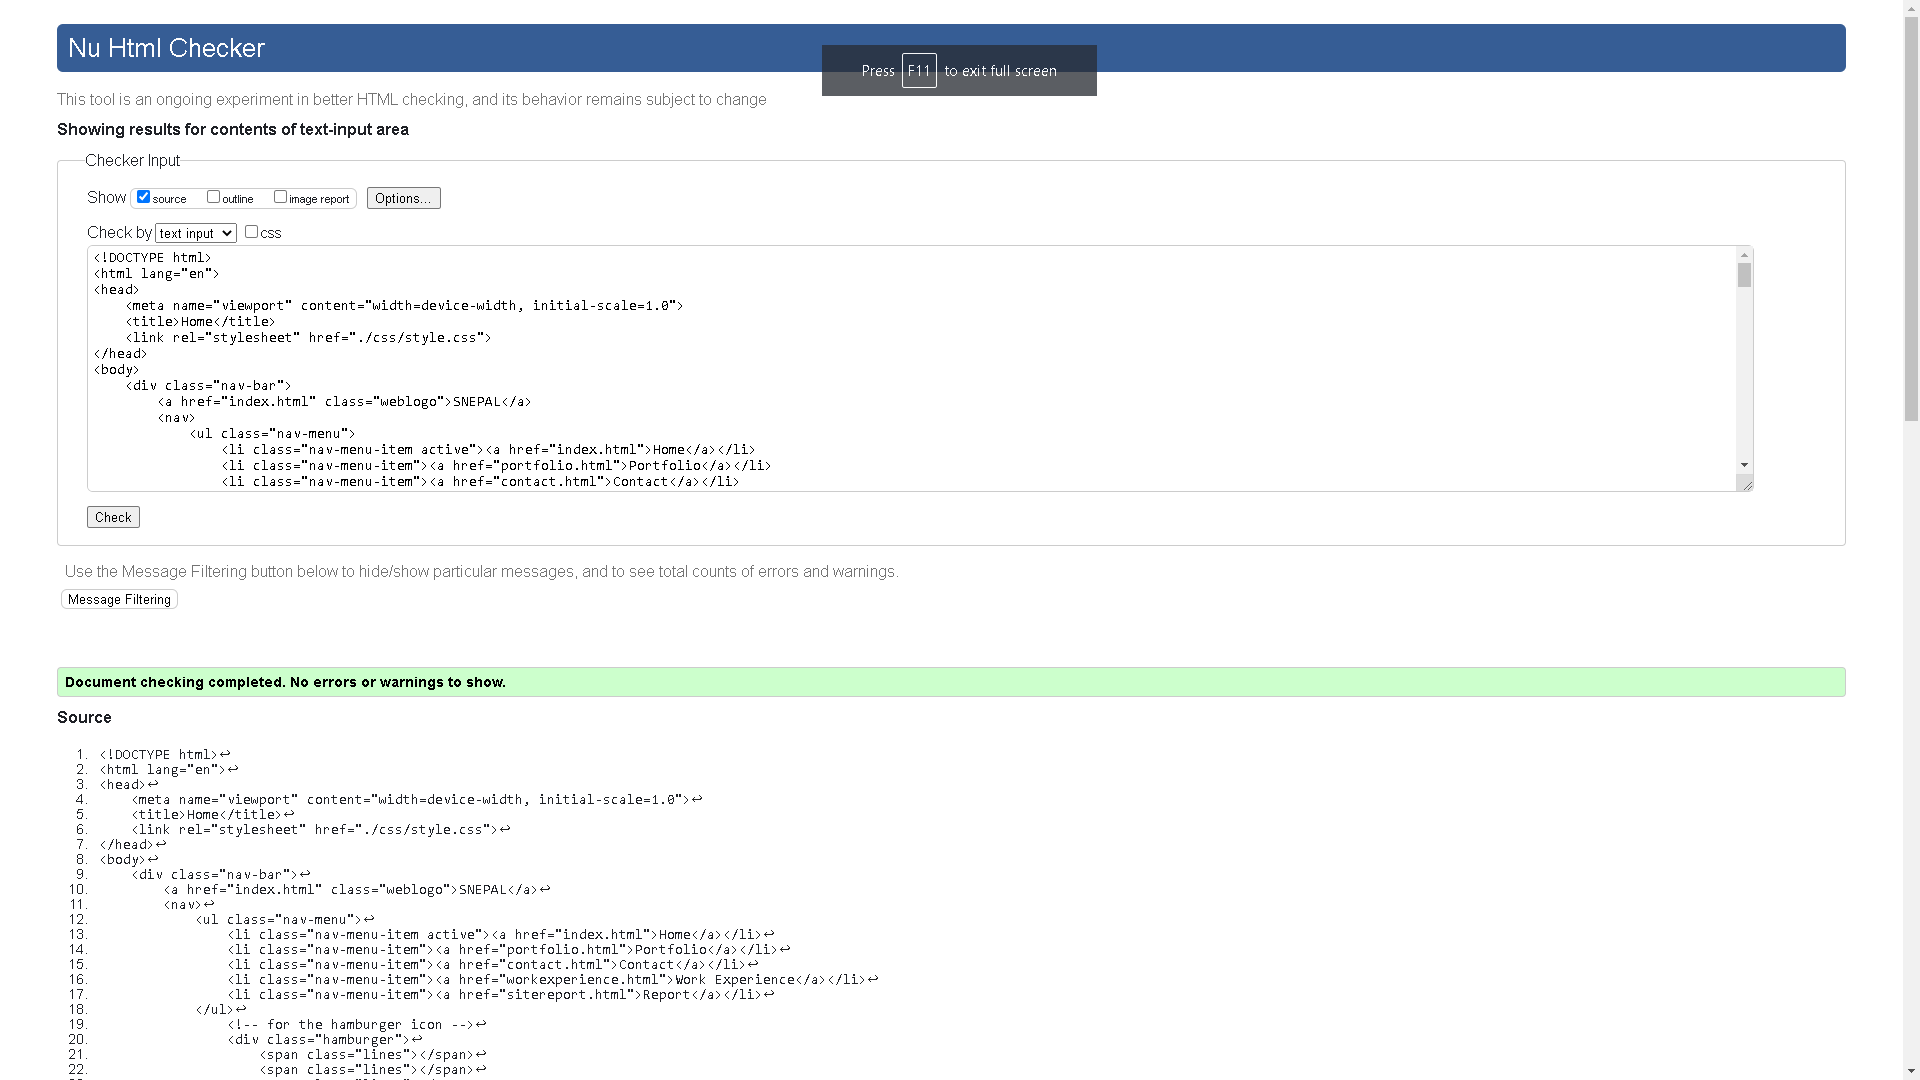 Nu Html Checker
Press F11 to exit full screen
This tool is an ongoing experiment in better HTML checking, and its behavior remains subject to change
Showing results for contents of text-input area
Checker Input
Show source outline image report Options...
Check by text input css
<!DOCTYPE html>
<html lang="en">
<head>
    <meta name="viewport" content="width=device-width, initial-scale=1.0">
    <title>Home</title>
    <link rel="stylesheet" href="./css/style.css">
</head>
<body>
    <div class="nav-bar">
        <a href="index.html" class="weblogo">SNEPAL</a>
        <nav>
            <ul class="nav-menu">
                <li class="nav-menu-item active"><a href="index.html">Home</a></li>
                <li class="nav-menu-item"><a href="portfolio.html">Portfolio</a></li>
                <li class="nav-menu-item"><a href="contact.html">Contact</a></li>
Check
Use the Message Filtering button below to hide/show particular messages, and to see total counts of errors and warnings.
Message Filtering
Document checking completed. No errors or warnings to show.
Source
1. <!DOCTYPE html>↩
2. <html lang="en">↩
3. <head>↩
4.     <meta name="viewport" content="width=device-width, initial-scale=1.0">↩
5.     <title>Home</title>↩
6.     <link rel="stylesheet" href="./css/style.css">↩
7. </head>↩
8. <body>↩
9.     <div class="nav-bar">↩
10.         <a href="index.html" class="weblogo">SNEPAL</a>↩
11.         <nav>↩
12.             <ul class="nav-menu">↩
13.                 <li class="nav-menu-item active"><a href="index.html">Home</a></li>↩
14.                 <li class="nav-menu-item"><a href="portfolio.html">Portfolio</a></li>↩
15.                 <li class="nav-menu-item"><a href="contact.html">Contact</a></li>↩
16.                 <li class="nav-menu-item"><a href="workexperience.html">Work Experience</a></li>↩
17.                 <li class="nav-menu-item"><a href="sitereport.html">Report</a></li>↩
18.             </ul>↩
19.                 <!-- for the hamburger icon -->↩
20.                 <div class="hamburger">↩
21.                     <span class="lines"></span>↩
22.                     <span class="lines"></span>↩